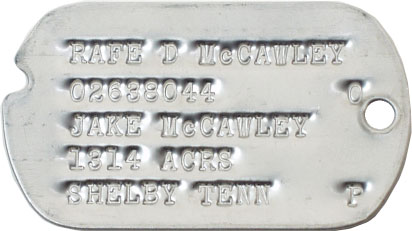 RAFE D McCAWLEY
02638044 O
JAKE McCAWLEY
1314 ACRS
SHELBY TENN P